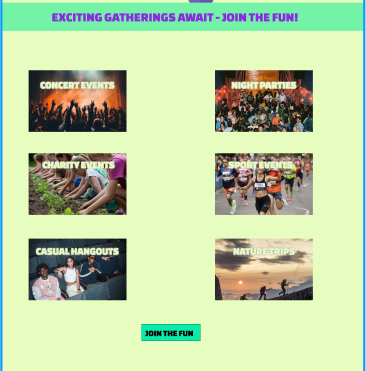 EXCITING GATHERINGS AWAIT - JOIN THE FUN!
CONCERT EVENTS
NIGHT PARTIES
CHARITY EVENTS
SPORT EVENTS
CASUAL HANGOUTS
NATURE TRIPS
JOIN THE FUN